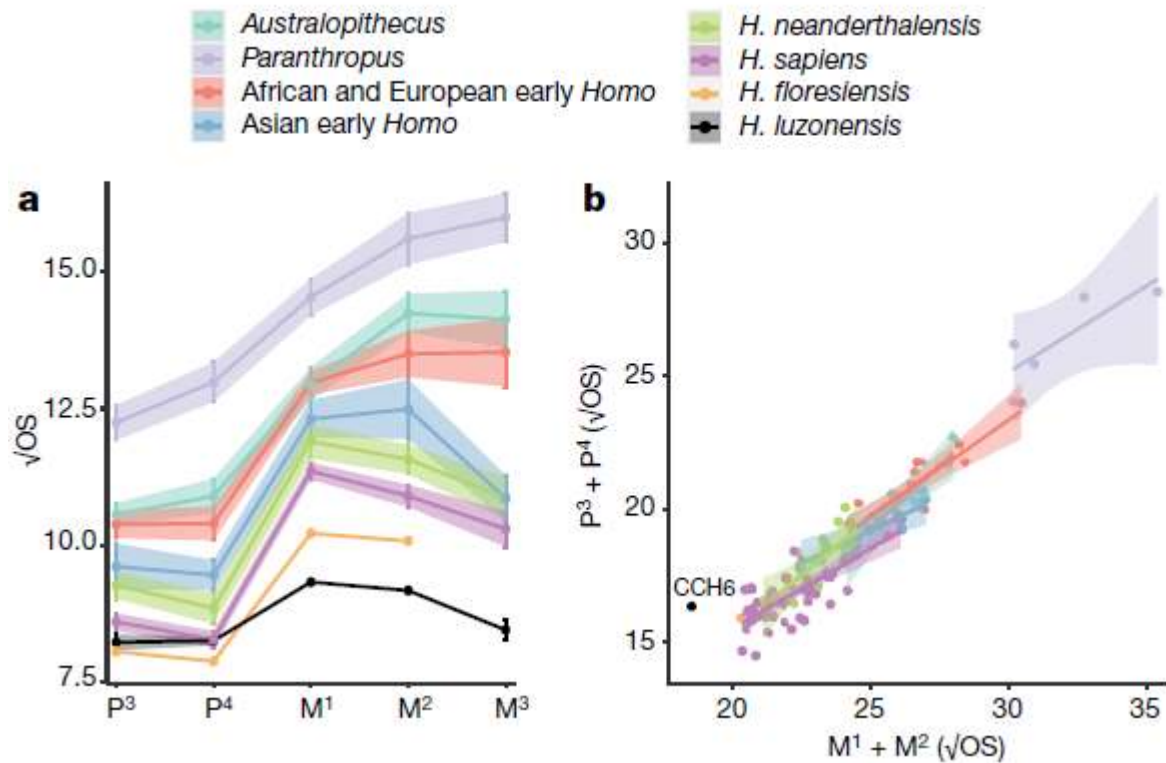 Australopithecus
Paranthropus
African and European early Homo
Asian early Homo
H. neanderthalensis
H. sapiens
H. floresiensis
H. luzonensis
a
√OS
15.0
12.5
10.0
7.5
P³ P⁴ M¹ M² M³
b
P³ + P⁴ (√OS)
30
25
20
15
CCH6
20 25 30 35
M¹ + M² (√OS)